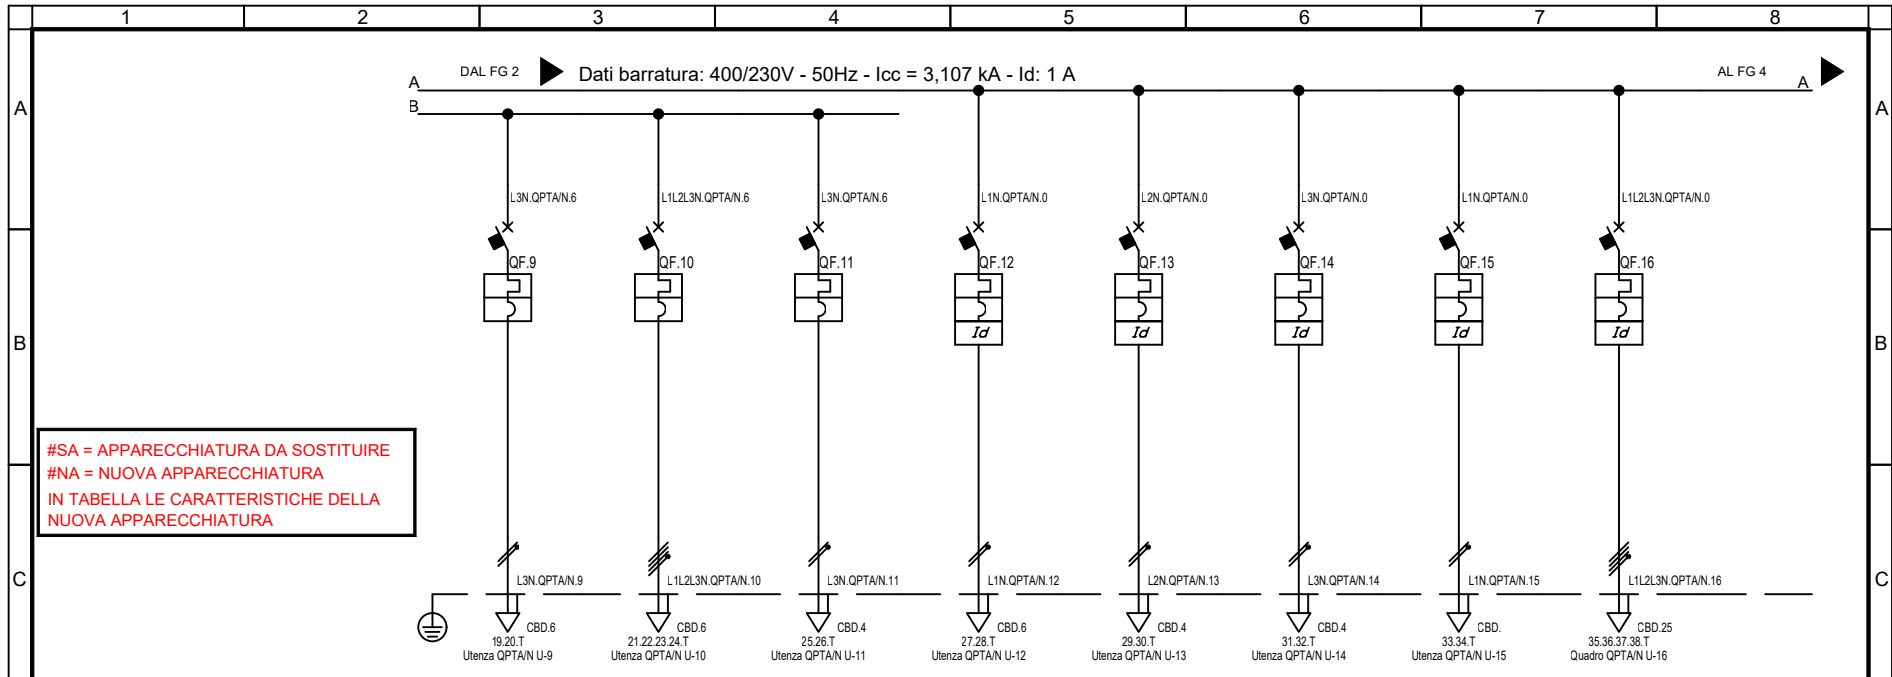 1 2 3 4 5 6 7 8
DAL FG 2 Dati barratura: 400/230V - 50Hz - Icc = 3,107 kA - Id: 1 A AL FG 4
A A
B
A A
L3N.QPTA/N.6 L1L2L3N.QPTA/N.6 L3N.QPTA/N.6 L1N.QPTA/N.0 L2N.QPTA/N.0 L3N.QPTA/N.0 L1N.QPTA/N.0 L1L2L3N.QPTA/N.0
QF.9 QF.10 QF.11 QF.12 QF.13 QF.14 QF.15 QF.16
Id Id Id Id Id
B B
#SA = APPARECCHIATURA DA SOSTITUIRE
#NA = NUOVA APPARECCHIATURA
IN TABELLA LE CARATTERISTICHE DELLA
NUOVA APPARECCHIATURA
C C
L3N.QPTA/N.9 L1L2L3N.QPTA/N.10 L3N.QPTA/N.11 L1N.QPTA/N.12 L2N.QPTA/N.13 L3N.QPTA/N.14 L1N.QPTA/N.15 L1L2L3N.QPTA/N.16
CBD.6 CBD.6 CBD.4 CBD.6 CBD.4 CBD.4 CBD. CBD.25
19.20.T 21.22.23.24.T 25.26.T 27.28.T 29.30.T 31.32.T 33.34.T 35.36.37.38.T
Utenza QPTA/N U-9 Utenza QPTA/N U-10 Utenza QPTA/N U-11 Utenza QPTA/N U-12 Utenza QPTA/N U-13 Utenza QPTA/N U-14 Utenza QPTA/N U-15 Quadro QPTA/N U-16